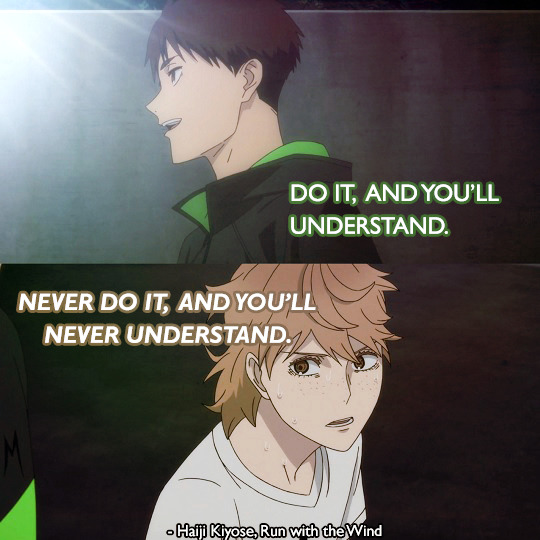 DO IT, AND YOU'LL
UNDERSTAND.
NEVER DO IT, AND YOU'LL
NEVER UNDERSTAND.
M
- Haiji Kiyose, Run with the Wind